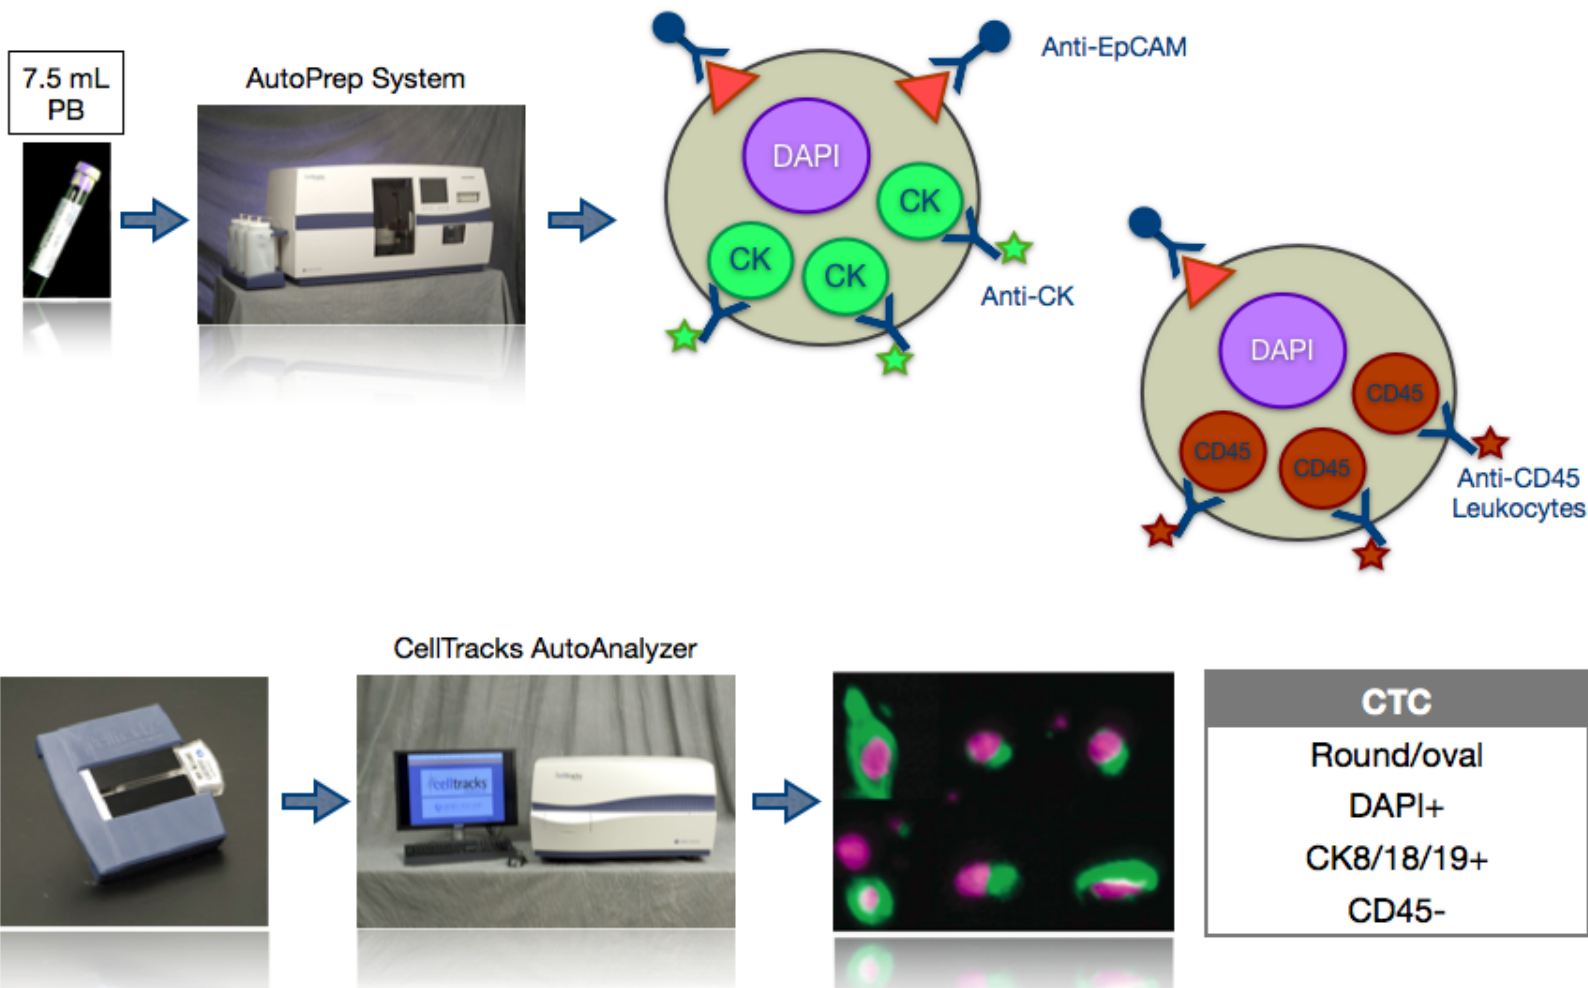 7.5 mL
PB
AutoPrep System
Anti-EpCAM
DAPI
CK
CK
CK
Anti-CK
DAPI
CD45
CD45
CD45
Anti-CD45
Leukocytes
CellTracks AutoAnalyzer
celltracks
CTC
Round/oval
DAPI+
CK8/18/19+
CD45-